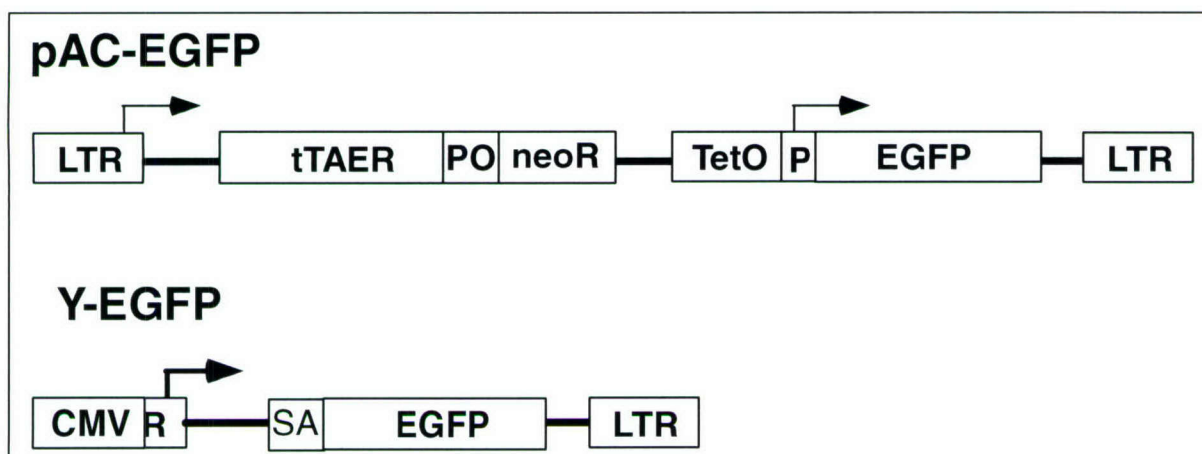 pAC-EGFP
LTR tTAER PO neoR TetO P EGFP LTR
Y-EGFP
CMV R SA EGFP LTR